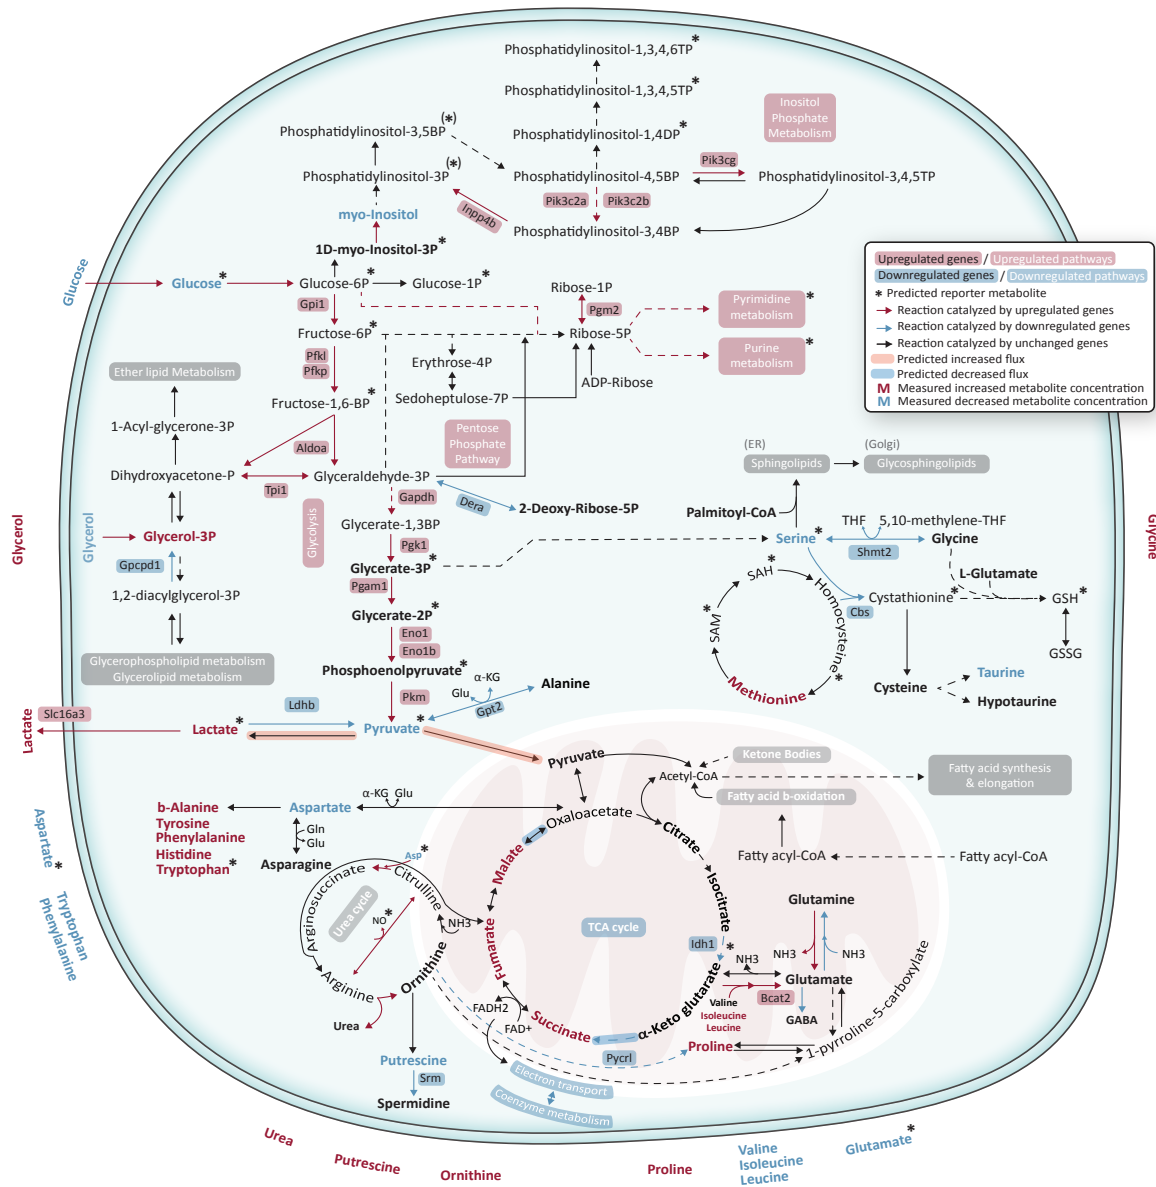 Phosphatidylinositol-1,3,4,6TP*
Phosphatidylinositol-1,3,4,5TP*
Inositol
Phosphate
Metabolism
Phosphatidylinositol-3,5BP(*)
Phosphatidylinositol-1,4DP*
Pik3cg
Phosphatidylinositol-3P(*)
Phosphatidylinositol-4,5BP
Phosphatidylinositol-3,4,5TP
Pik3c2a
Pik3c2b
Inpp4b
myo-Inositol
Phosphatidylinositol-3,4BP
1D-myo-Inositol-3P*
Upregulated genes / Upregulated pathways
Downregulated genes / Downregulated pathways
* Predicted reporter metabolite
Reaction catalyzed by upregulated genes
Reaction catalyzed by downregulated genes
Reaction catalyzed by unchanged genes
Predicted increased flux
Predicted decreased flux
M Measured increased metabolite concentration
M Measured decreased metabolite concentration
Glucose
Glucose*
Glucose-6P*
Glucose-1P*
Ribose-1P
Gpi1
Pgm2
Pyrimidine
metabolism
*
Fructose-6P*
Ribose-5P
Purine
metabolism
*
Pfkl
Pfkp
Erythrose-4P
Ether lipid Metabolism
ADP-Ribose
Fructose-1,6-BP*
Sedoheptulose-7P
1-Acyl-glycerone-3P
Pentose
Phosphate
Pathway
Aldoa
(ER)
(Golgi)
Sphingolipids
Glycosphingolipids
Dihydroxyacetone-P
Tpi1
Glyceraldehyde-3P
Gapdh
Dera
2-Deoxy-Ribose-5P
Palmitoyl-CoA
Glycolysis
Glycerate-1,3BP
THF
5,10-methylene-THF
Glycerol
Glycerol
Glycerol-3P
Pgk1
Serine*
Shmt2
Glycine
Glycine
Gpcpd1
Glycerate-3P*
Pgam1
SAH*
L-Glutamate
1,2-diacylglycerol-3P
Homocysteine*
Cystathionine*
GSH*
Cbs
Glycerate-2P*
SAM*
Eno1
Eno1b
GSSG
Glycerophospholipid metabolism
Glycerolipid metabolism
Phosphoenolpyruvate*
Methionine
Taurine
Cysteine
Hypotaurine
α-KG
Glu
Alanine
Pkm
Gpt2
Slc16a3
Ldhb
Lactate
Lactate*
Pyruvate*
Pyruvate
Ketone Bodies
Acetyl-CoA
Fatty acid synthesis
& elongation
Fatty acid b-oxidation
b-Alanine
Tyrosine
Phenylalanine
Histidine
Tryptophan*
Aspartate
α-KG Glu
Oxaloacetate
Gln
Glu
Asparagine
Aspartate*
Tryptophan
Phenylalanine
Citrate
Malate
Fatty acyl-CoA
Fatty acyl-CoA
Asp*
Citrulline
Arginosuccinate
Isocitrate
Glutamine
Urea cycle
NO*
NH3
TCA cycle
Idh1
*
Fumarate
NH3
NH3
NH3
Ornithine
Arginine
α-Keto glutarate
Glutamate
Valine
Isoleucine
Leucine
Bcat2
FADH2
FAD+
GABA
Urea
Succinate
1-pyrroline-5-carboxylate
Proline
Pycrl
Putrescine
Srm
Electron transport
Coenzyme metabolism
Spermidine
Urea
Putrescine
Ornithine
Proline
Valine
Isoleucine
Leucine
Glutamate*